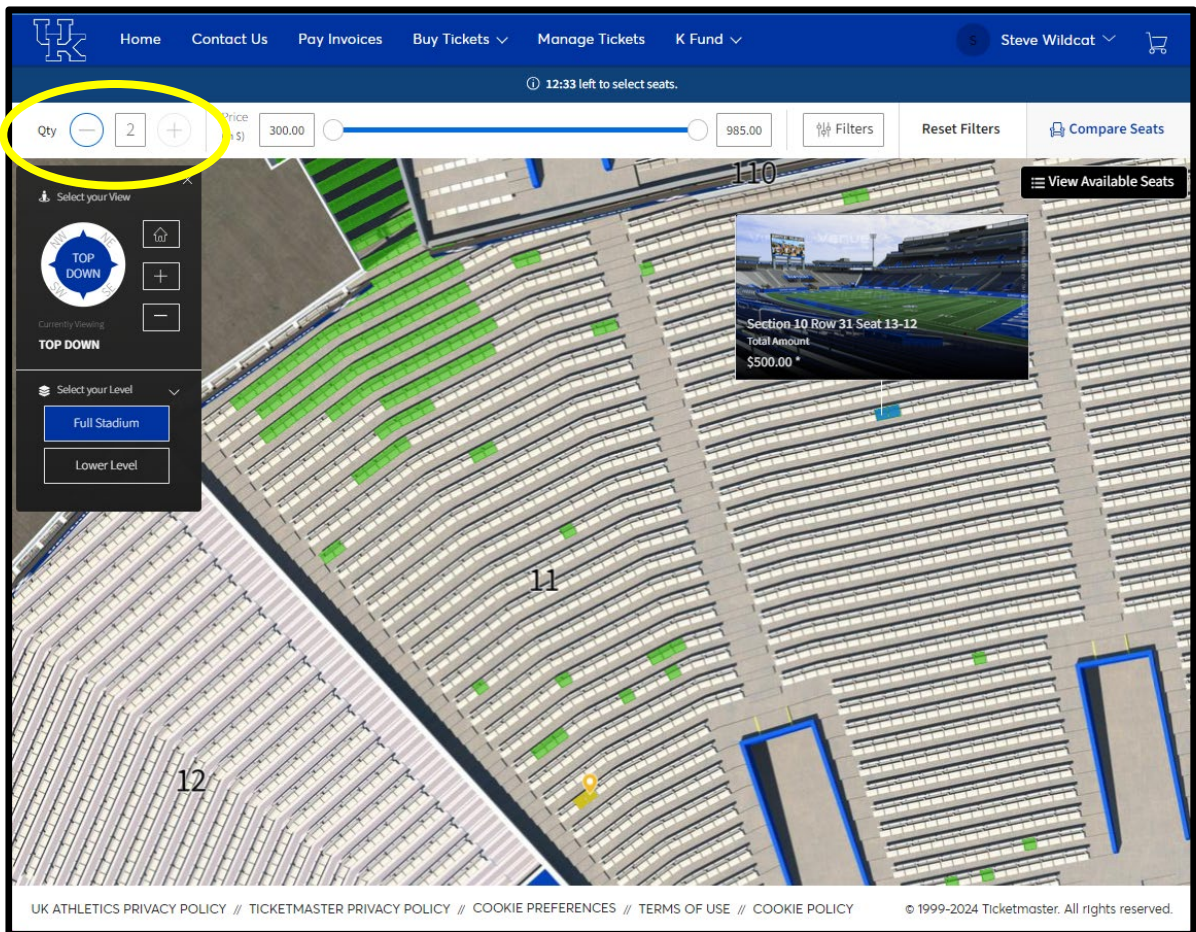 UK
Home Contact Us Pay Invoices Buy Tickets Manage Tickets K Fund S Steve Wildcat
12:33 left to select seats.
Qty 2 Price 300.00 985.00 Filters Reset Filters Compare Seats
$)
110
View Available Seats
Select your View
NW NE
TOP
DOWN
SW SE
Currently Viewing
TOP DOWN
Select your Level
Full Stadium
Lower Level
Section 10 Row 31 Seat 13-12
Total Amount
$500.00 *
11
12
UK ATHLETICS PRIVACY POLICY // TICKETMASTER PRIVACY POLICY // COOKIE PREFERENCES // TERMS OF USE // COOKIE POLICY © 1999-2024 Ticketmaster. All rights reserved.